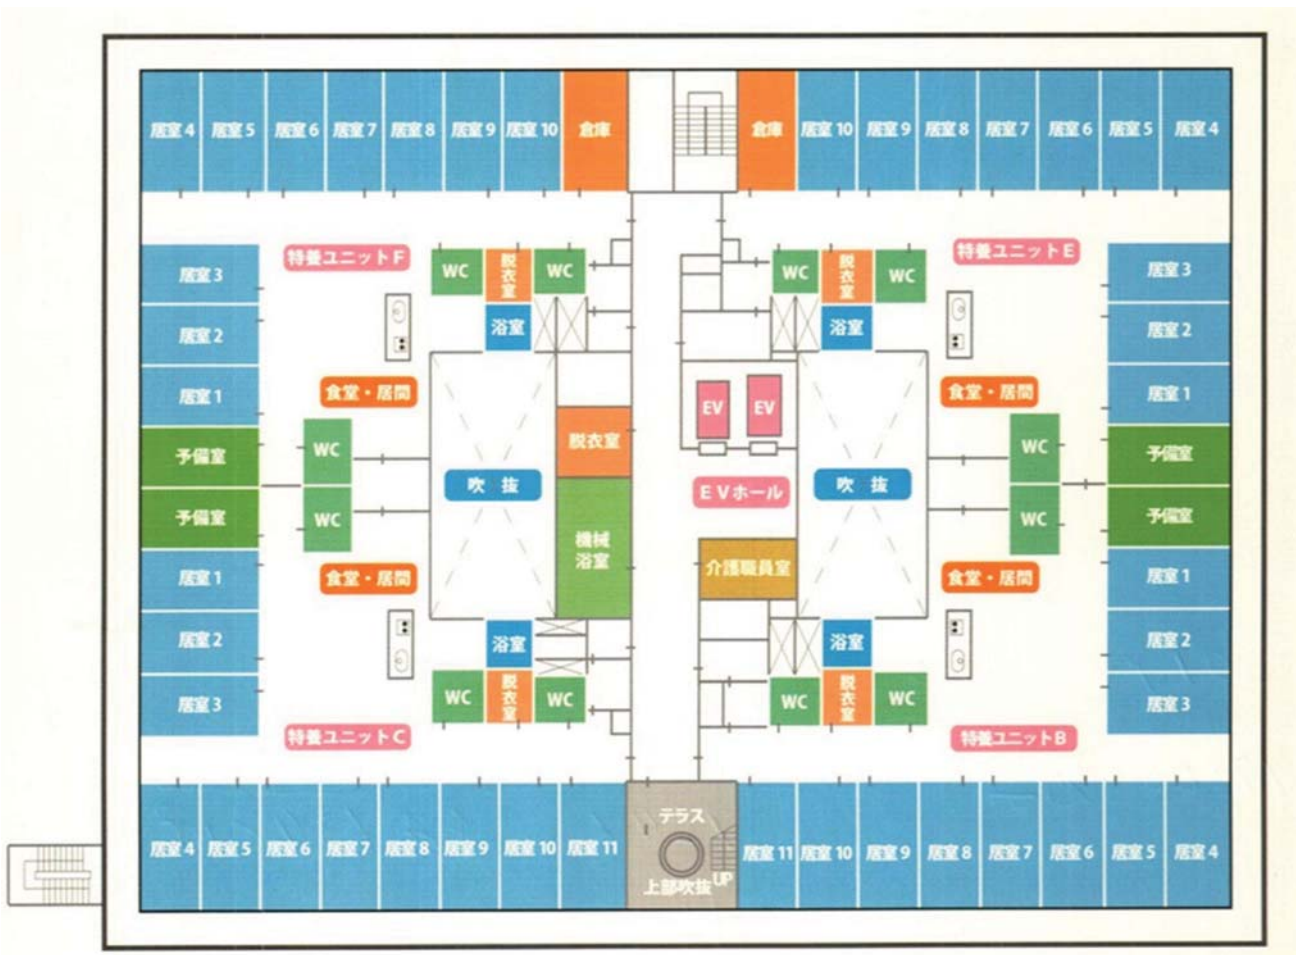 居室4 居室5 居室6 居室7 居室8 居室9 居室10 倉庫 倉庫 居室10 居室9 居室8 居室7 居室6 居室5 居室4
特養ユニットF 特養ユニットE
WC 脱衣室 WC WC 脱衣室 WC
居室3 居室3
浴室 浴室
居室2 居室2
食堂・居間 食堂・居間
居室1 居室1
EV EV
脱衣室
WC WC
予備室 予備室
吹 抜 EVホール 吹 抜
予備室 WC WC 予備室
機械
浴室
介護職員室
居室1 食堂・居間 食堂・居間 居室1
居室2 浴室 浴室 居室2
WC 脱衣室 WC WC 脱衣室 WC
居室3 居室3
特養ユニットC 特養ユニットB
テラス
居室4 居室5 居室6 居室7 居室8 居室9 居室10 居室11 居室11 居室10 居室9 居室8 居室7 居室6 居室5 居室4
上部吹抜 UP